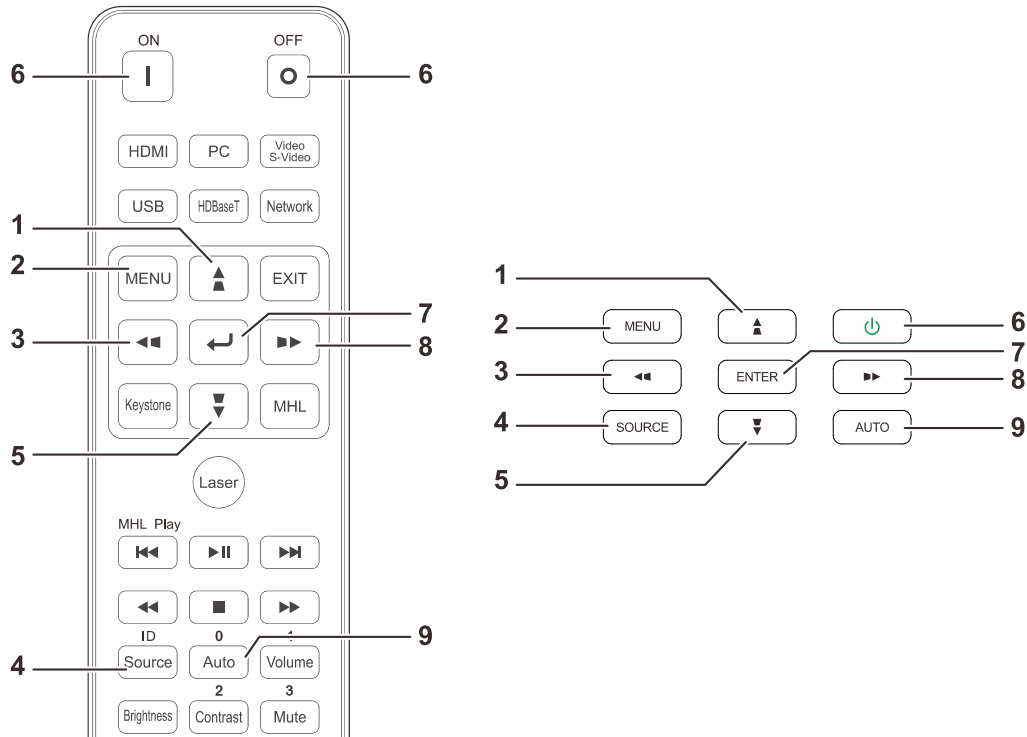 ON OFF
6 6
HDMI PC Video
S-Video
USB HDBaseT Network
1
2 MENU EXIT
7
3 8
Keystone MHL
5
Laser
MHL Play
ID 0
9
4 Source Auto Volume
2 3
Brightness Contrast Mute
1
2 MENU 6
7
3 ENTER 8
4 SOURCE AUTO 9
5